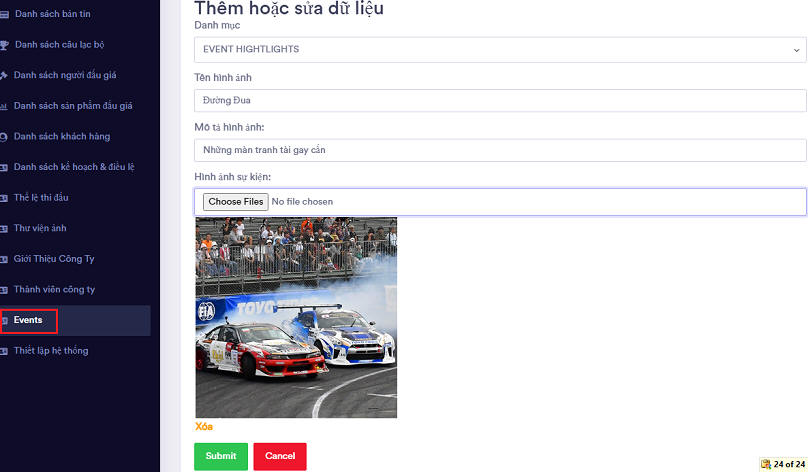 Danh sách bản tin
Danh sách câu lạc bộ
Danh sách người đấu giá
Danh sách sản phẩm đấu giá
Danh sách khách hàng
Danh sách kế hoạch & điều lệ
Thể lệ thi đấu
Thư viện ảnh
Giới Thiệu Công Ty
Thành viên công ty
Events
Thiết lập hệ thống
Thêm hoặc sửa dữ liệu
Danh mục
EVENT HIGHTLIGHTS
Tên hình ảnh
Đường Đua
Mô tả hình ảnh:
Những màn tranh tài gay cấn
Hình ảnh sự kiện:
Choose Files No file chosen
FIA
TOYO TIRES
Xóa
Submit Cancel
24 of 24